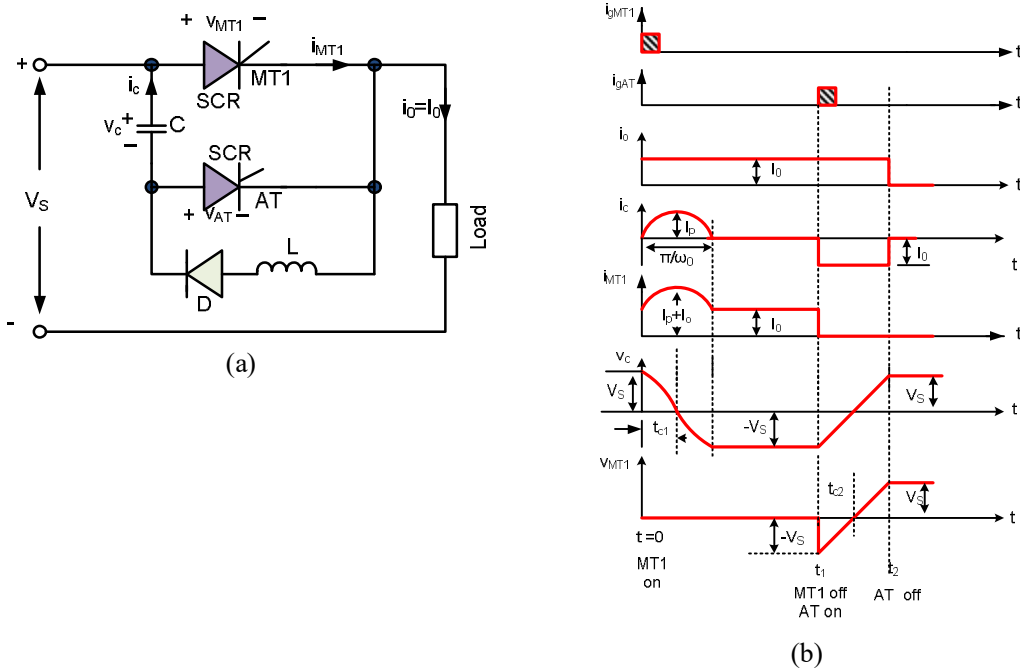 + vMT1 -
iMT1
+
MT1
ic
SCR
i0=I0
vc
+
C
-
SCR
VS
AT
+ vAT -
Load
L
D
-
(a)
igMT1
t
igAT
t
io
I0
t
ic
Ip
π/ω0
I0
t
iMT1
Ip+Io
I0
t
vc
VS
VS
t
tc1
-VS
vMT1
tc2
VS
t
-VS
t=0
t1
t2
MT1
on
MT1 off
AT on
AT off
(b)